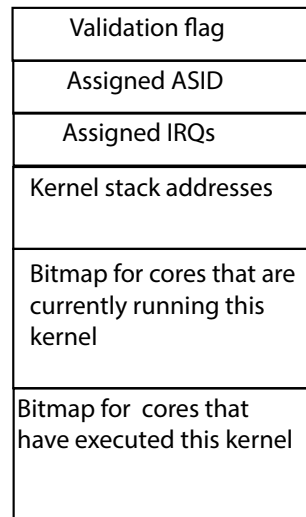 Validation flag
Assigned ASID
Assigned IRQs
Kernel stack addresses
Bitmap for cores that are
currently running this
kernel
Bitmap for cores that
have executed this kernel